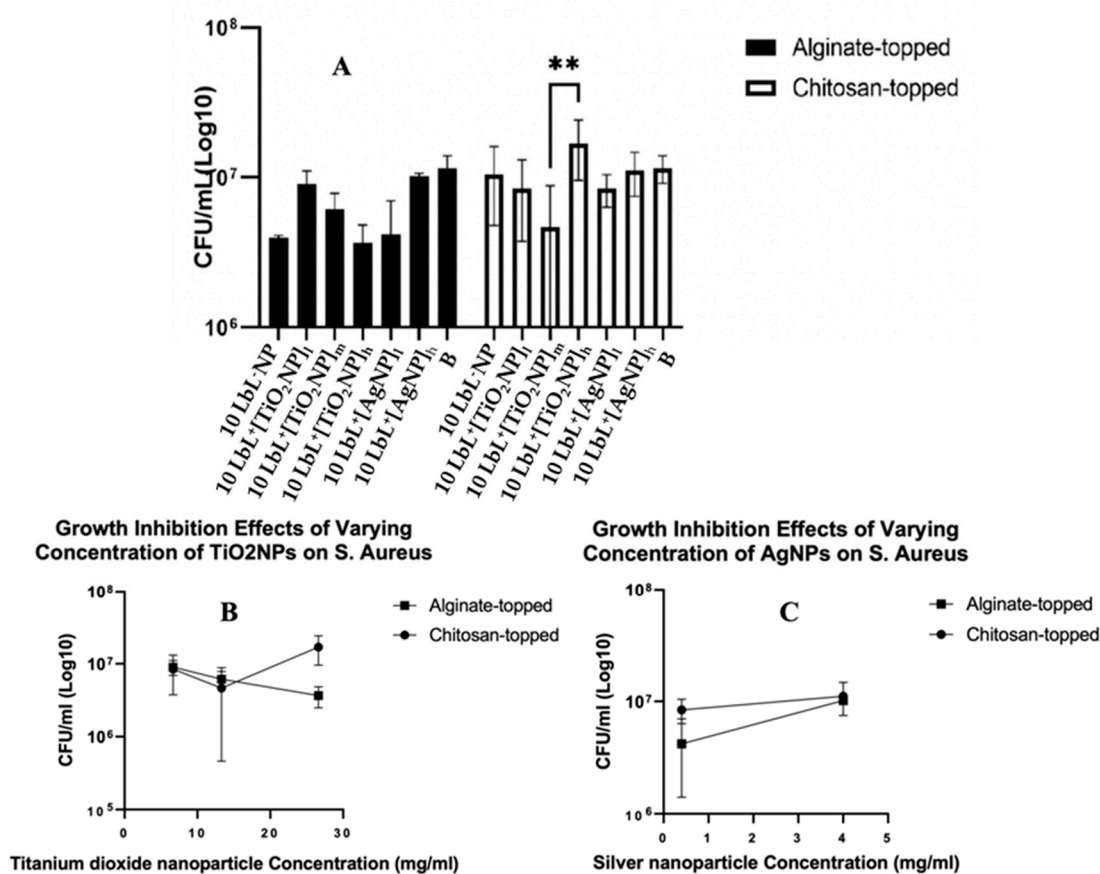 10⁸
A
**
Alginate-topped
Chitosan-topped
CFU/mL(Log10)
10⁷
10⁶
10 LbL⁻NP
10 LbL⁺[TiO₂NP]ₗ
10 LbL⁺[TiO₂NP]ₘ
10 LbL⁺[TiO₂NP]ₕ
10 LbL⁺[AgNP]ₗ
10 LbL⁺[AgNP]ₕ
B
10 LbL⁻NP
10 LbL⁺[TiO₂NP]ₗ
10 LbL⁺[TiO₂NP]ₘ
10 LbL⁺[TiO₂NP]ₕ
10 LbL⁺[AgNP]ₗ
10 LbL⁺[AgNP]ₕ
B
Growth Inhibition Effects of Varying
Concentration of TiO2NPs on S. Aureus
10⁸
B
Alginate-topped
Chitosan-topped
CFU/ml (Log10)
10⁷
10⁶
10⁵
0 10 20 30
Titanium dioxide nanoparticle Concentration (mg/ml)
Growth Inhibition Effects of Varying
Concentration of AgNPs on S. Aureus
10⁸
C
Alginate-topped
Chitosan-topped
CFU/ml (Log10)
10⁷
10⁶
0 1 2 3 4 5
Silver nanoparticle Concentration (mg/ml)